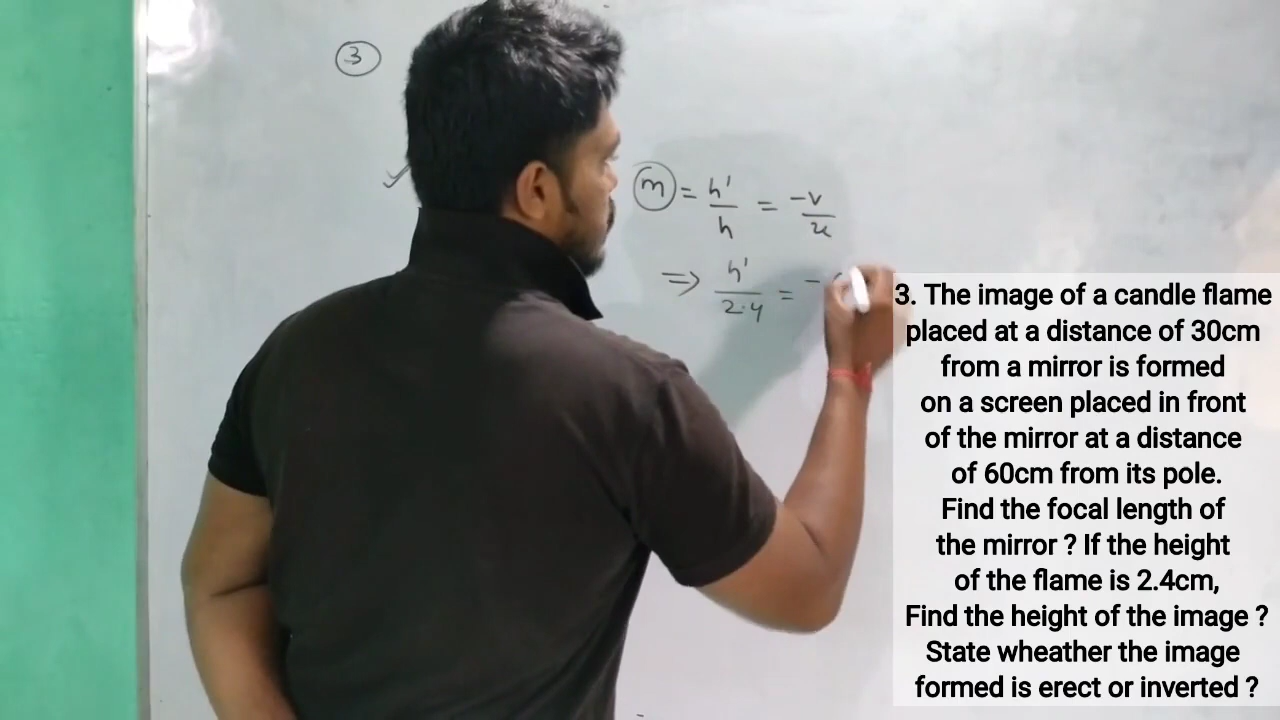 3
m = h'/h = -v/u
⇒ h'/2.4 = -
3. The image of a candle flame
placed at a distance of 30cm
from a mirror is formed
on a screen placed in front
of the mirror at a distance
of 60cm from its pole.
Find the focal length of
the mirror ? If the height
of the flame is 2.4cm,
Find the height of the image ?
State wheather the image
formed is erect or inverted ?